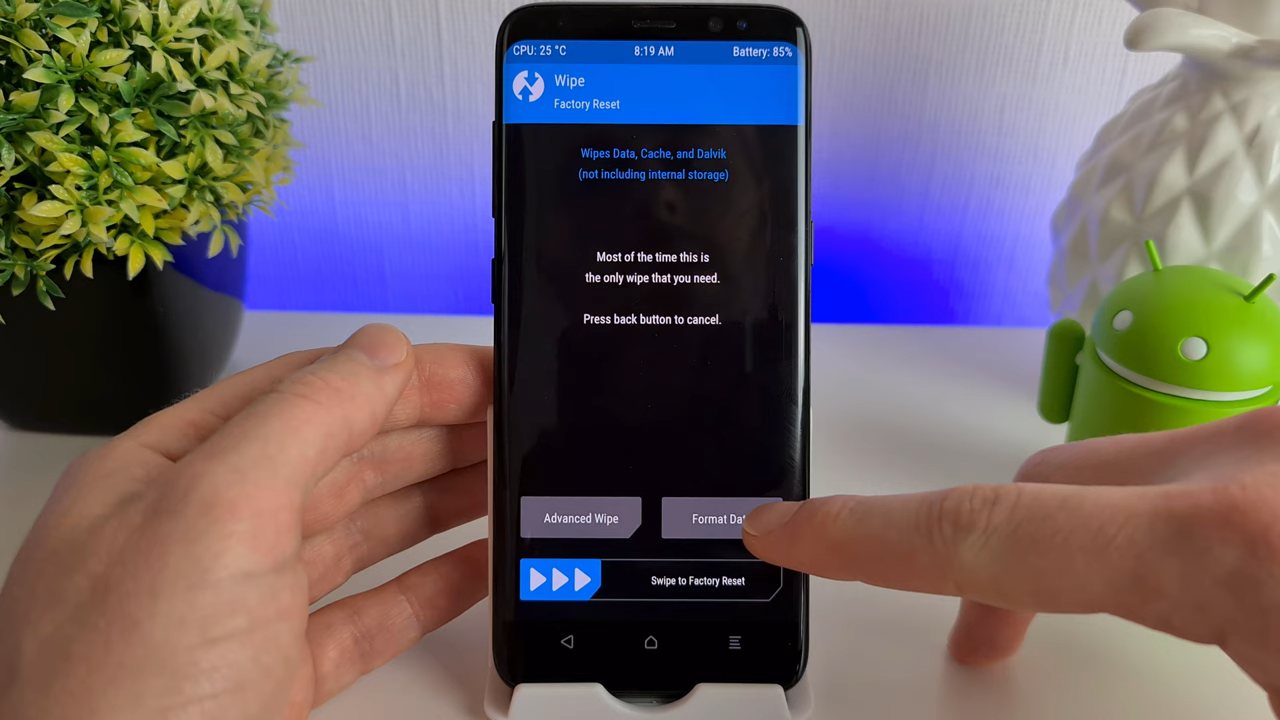 CPU: 25 °C 8:19 AM Battery: 85%
Wipe
Factory Reset
Wipes Data, Cache, and Dalvik
(not including internal storage)
Most of the time this is
the only wipe that you need.
Press back button to cancel.
Advanced Wipe Format
Swipe to Factory Reset